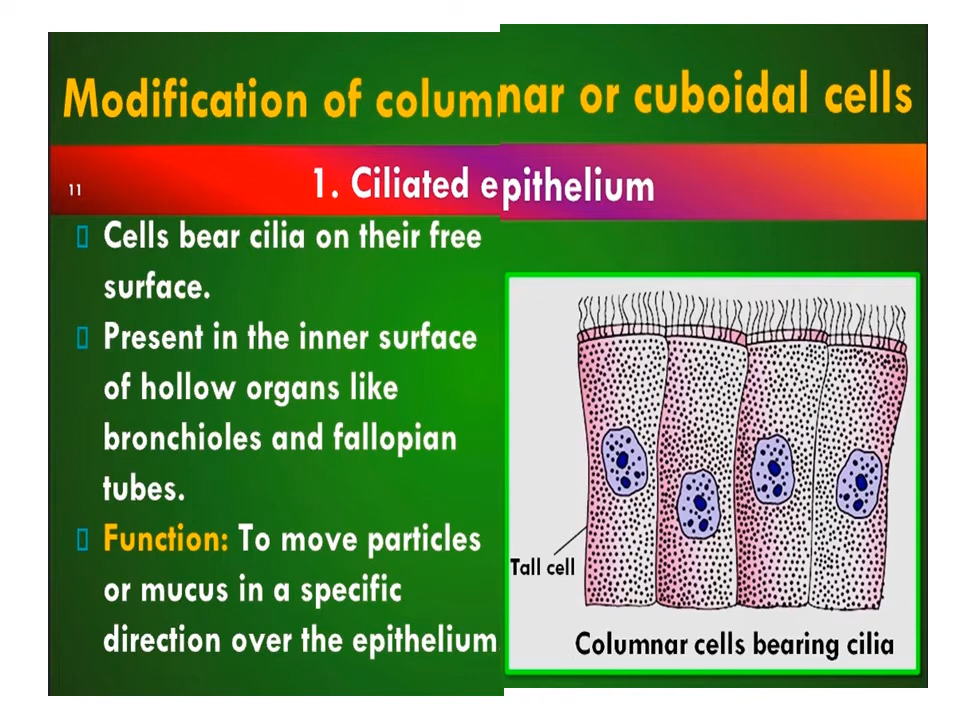 Modification of columnar or cuboidal cells
11
1. Ciliated epithelium
Cells bear cilia on their free
surface.
Present in the inner surface
of hollow organs like
bronchioles and fallopian
tubes.
Function: To move particles
or mucus in a specific
direction over the epithelium.
Tall cell
Columnar cells bearing cilia